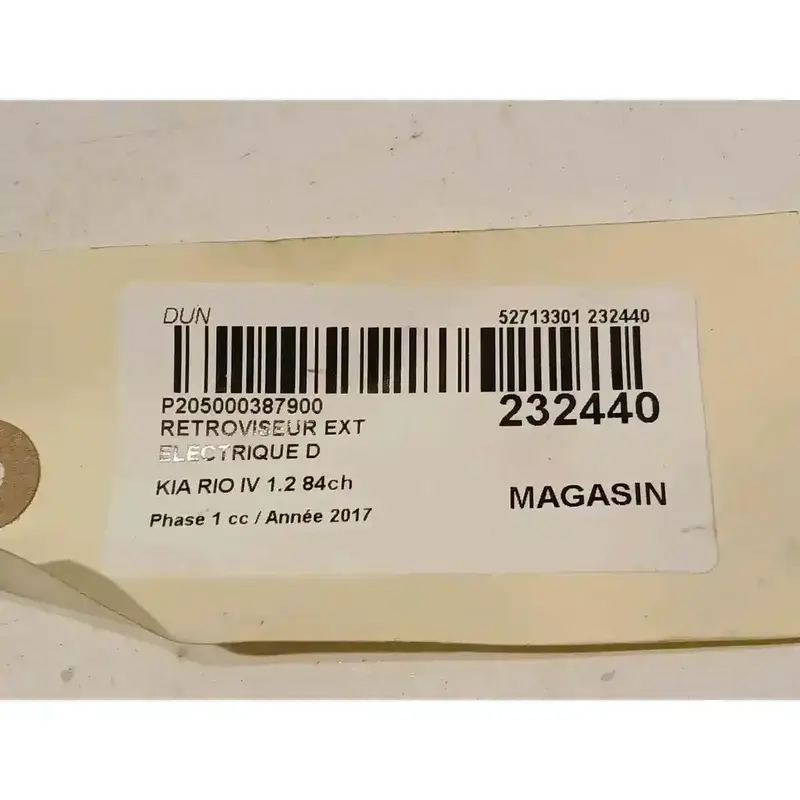 DUN 52713301 232440
P205000387900 232440
RETROVISEUR EXT
ELECTRIQUE D
KIA RIO IV 1.2 84ch
MAGASIN
Phase 1 cc / Année 2017